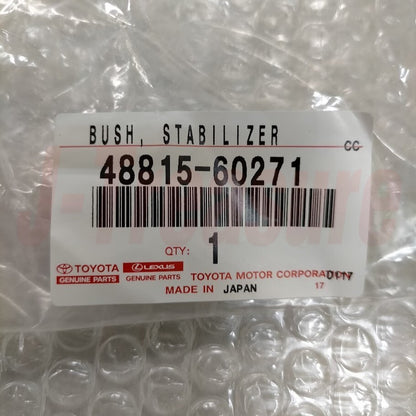 BUSH, STABILIZER
CC
48815-60271
QTY: 1
TOYOTA LEXUS
GENUINE PARTS GENUINE PARTS TOYOTA MOTOR CORPORATION
17
MADE IN JAPAN